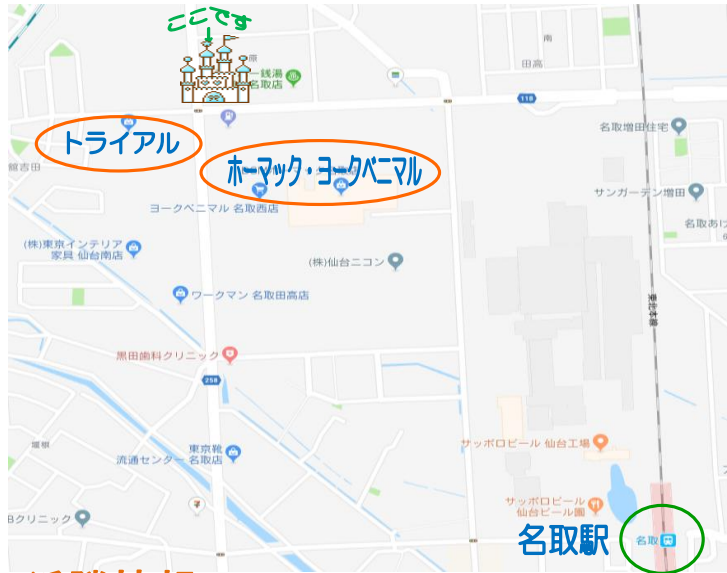 ここです
南
原
田高
一銭湯
名取店
118
トライアル
名取増田住宅
館吉田
ホーマック・ヨークベニマル
サンガーデン増田
ヨークベニマル 名取西店
名取あけ
(株)東京インテリア
家具 仙台南店
(株)仙台ニコン
ワークマン 名取田高店
東北本線
黒田歯科クリニック
258
東京靴
流通センター 名取店
サッポロビール 仙台工場
サッポロビール
仙台ビール園
Bクリニック
名取駅
名取